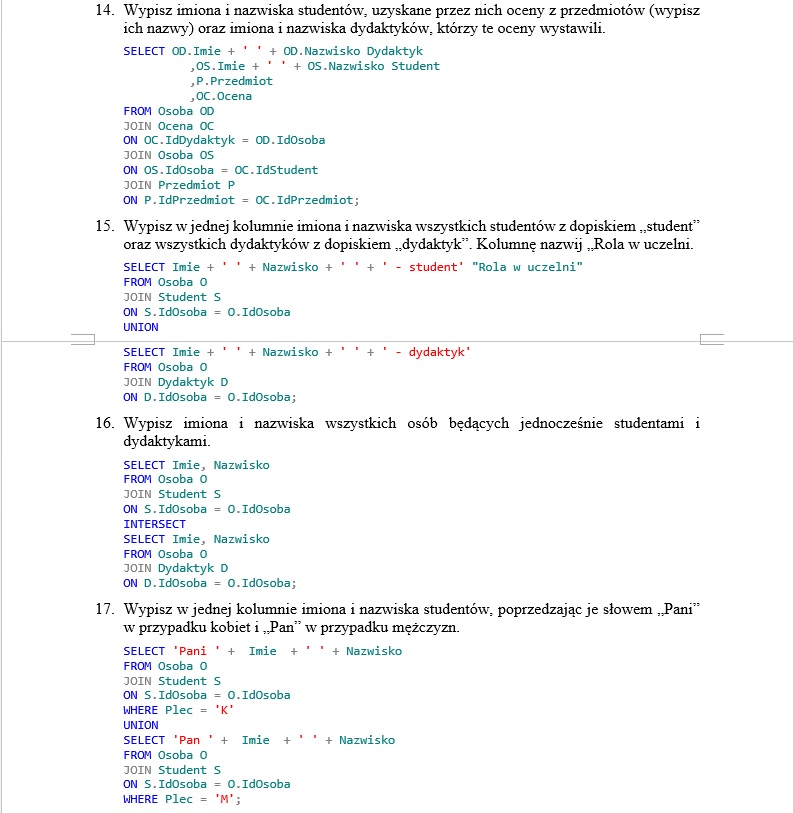 14. Wypisz imiona i nazwiska studentów, uzyskane przez nich oceny z przedmiotów (wypisz
ich nazwy) oraz imiona i nazwiska dydaktyków, którzy te oceny wystawili.
SELECT OD.Imie + ' ' + OD.Nazwisko Dydaktyk
,OS.Imie + ' ' + OS.Nazwisko Student
,P.Przedmiot
,OC.Ocena
FROM Osoba OD
JOIN Ocena OC
ON OC.IdDydaktyk = OD.IdOsoba
JOIN Osoba OS
ON OS.IdOsoba = OC.IdStudent
JOIN Przedmiot P
ON P.IdPrzedmiot = OC.IdPrzedmiot;
15. Wypisz w jednej kolumnie imiona i nazwiska wszystkich studentów z dopiskiem „student”
oraz wszystkich dydaktyków z dopiskiem „dydaktyk”. Kolumnę nazwij „Rola w uczelni.
SELECT Imie + ' ' + Nazwisko + ' ' + ' - student' "Rola w uczelni"
FROM Osoba O
JOIN Student S
ON S.IdOsoba = O.IdOsoba
UNION
SELECT Imie + ' ' + Nazwisko + ' ' + ' - dydaktyk'
FROM Osoba O
JOIN Dydaktyk D
ON D.IdOsoba = O.IdOsoba;
16. Wypisz imiona i nazwiska wszystkich osób będących jednocześnie studentami i
dydaktykami.
SELECT Imie, Nazwisko
FROM Osoba O
JOIN Student S
ON S.IdOsoba = O.IdOsoba
INTERSECT
SELECT Imie, Nazwisko
FROM Osoba O
JOIN Dydaktyk D
ON D.IdOsoba = O.IdOsoba;
17. Wypisz w jednej kolumnie imiona i nazwiska studentów, poprzedzając je słowem „Pani”
w przypadku kobiet i „Pan” w przypadku mężczyzn.
SELECT 'Pani ' +  Imie  + ' ' + Nazwisko
FROM Osoba O
JOIN Student S
ON S.IdOsoba = O.IdOsoba
WHERE Plec = 'K'
UNION
SELECT 'Pan ' +  Imie  + ' ' + Nazwisko
FROM Osoba O
JOIN Student S
ON S.IdOsoba = O.IdOsoba
WHERE Plec = 'M';